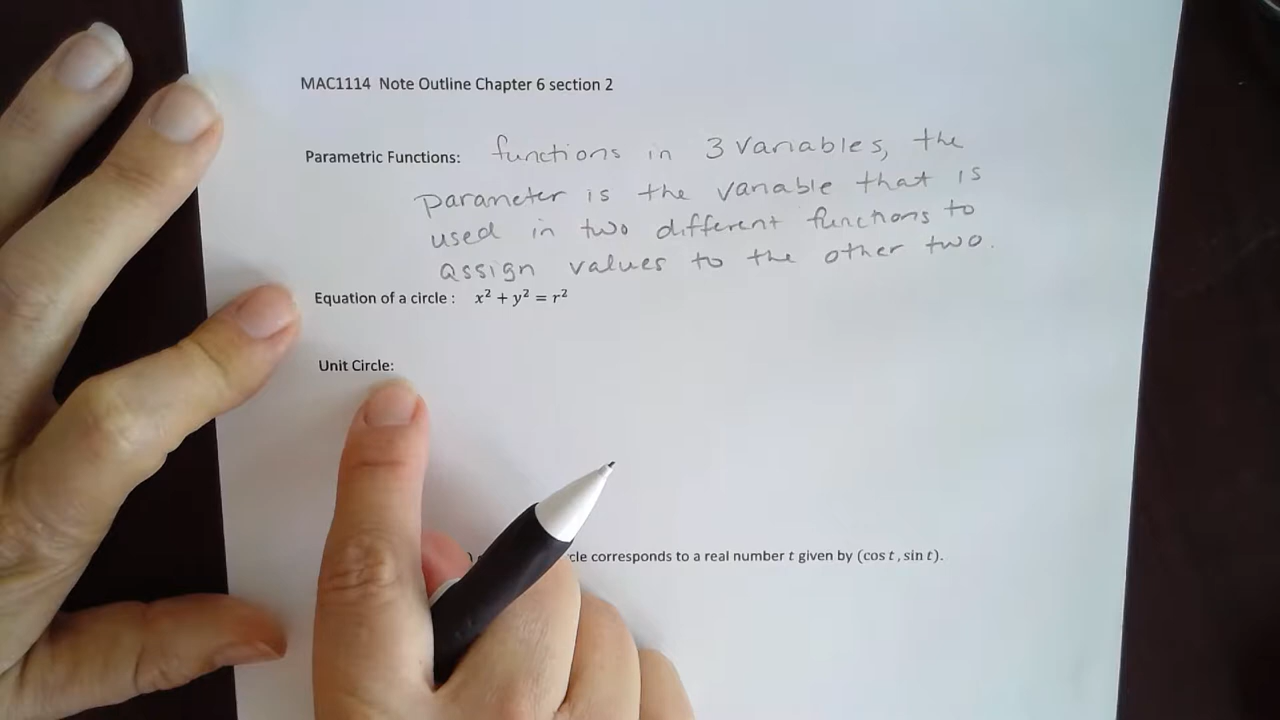 MAC1114 Note Outline Chapter 6 section 2
Parametric Functions: functions in 3 variables, the
parameter is the variable that is
used in two different functions to
assign values to the other two.
Equation of a circle : x² + y² = r²
Unit Circle:
corresponds to a real number t given by (cos t , sin t).